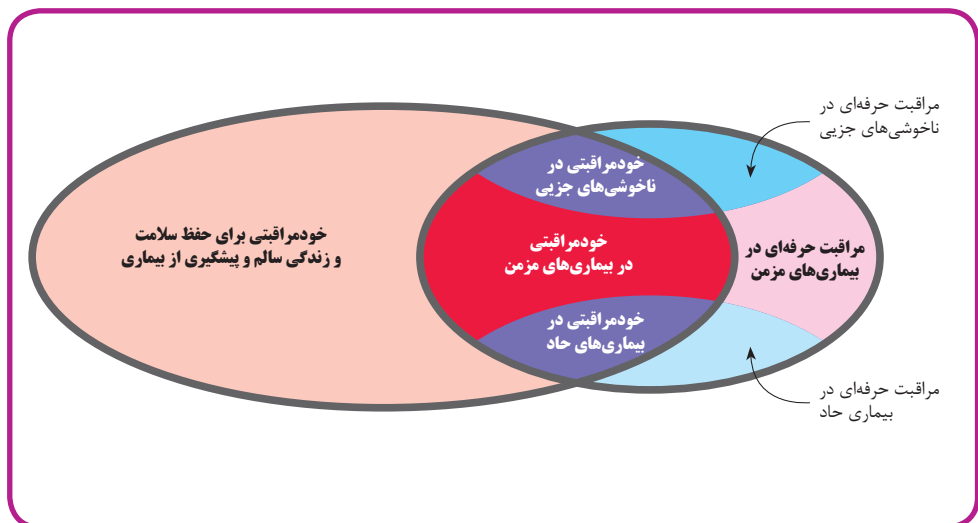 مراقبت حرفه‌ای در
ناخوشی‌های جزیی
خودمراقبتی در
ناخوشی‌های جزیی
مراقبت حرفه‌ای در
بیماری‌های مزمن
خودمراقبتی
در بیماری‌های مزمن
خودمراقبتی برای حفظ سلامت
و زندگی سالم و پیشگیری از بیماری
خودمراقبتی در
بیماری‌های حاد
مراقبت حرفه‌ای در
بیماری حاد